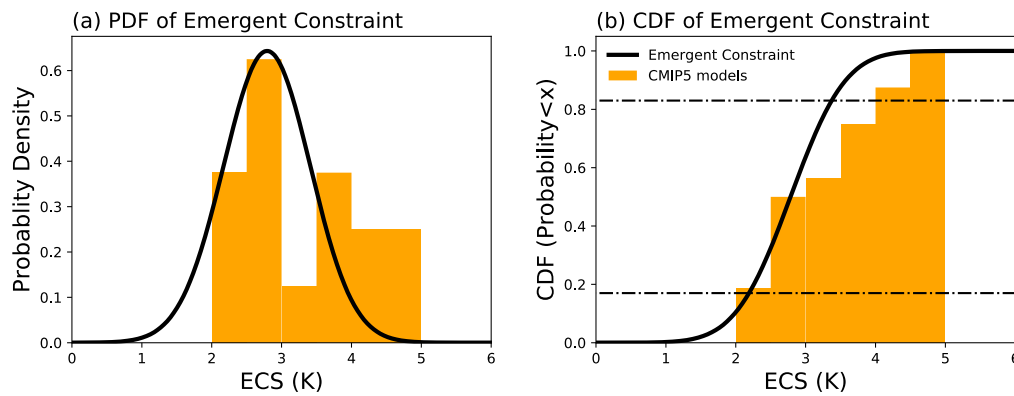 (a) PDF of Emergent Constraint
Probablity Density
0.6
0.5
0.4
0.3
0.2
0.1
0.0
0 1 2 3 4 5 6
ECS (K)
(b) CDF of Emergent Constraint
CDF (Probability<x)
1.0
0.8
0.6
0.4
0.2
0.0
Emergent Constraint
CMIP5 models
0 1 2 3 4 5 6
ECS (K)